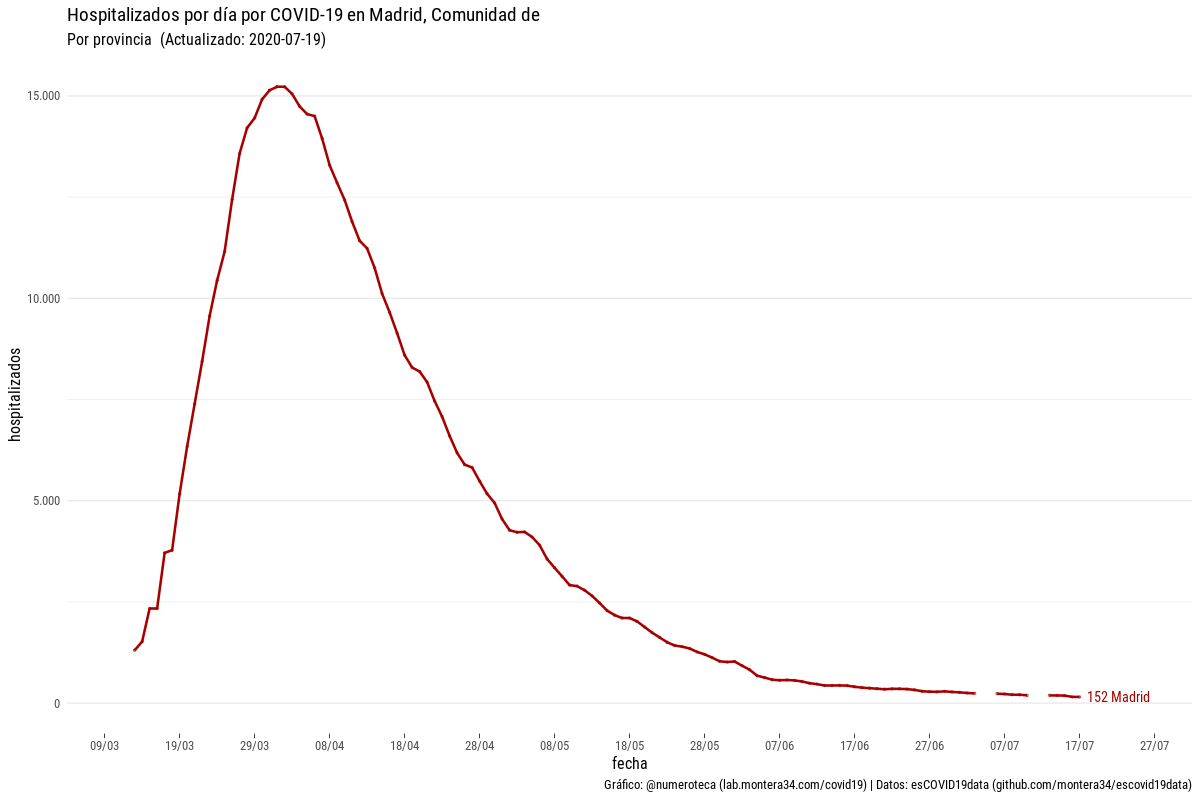 Hospitalizados por día por COVID-19 en Madrid, Comunidad de
Por provincia (Actualizado: 2020-07-19)
hospitalizados
15.000
10.000
5.000
0
152 Madrid
09/03 19/03 29/03 08/04 18/04 28/04 08/05 18/05 28/05 07/06 17/06 27/06 07/07 17/07 27/07
fecha
Gráfico: @numeroteca (lab.montera34.com/covid19) | Datos: esCOVID19data (github.com/montera34/escovid19data)